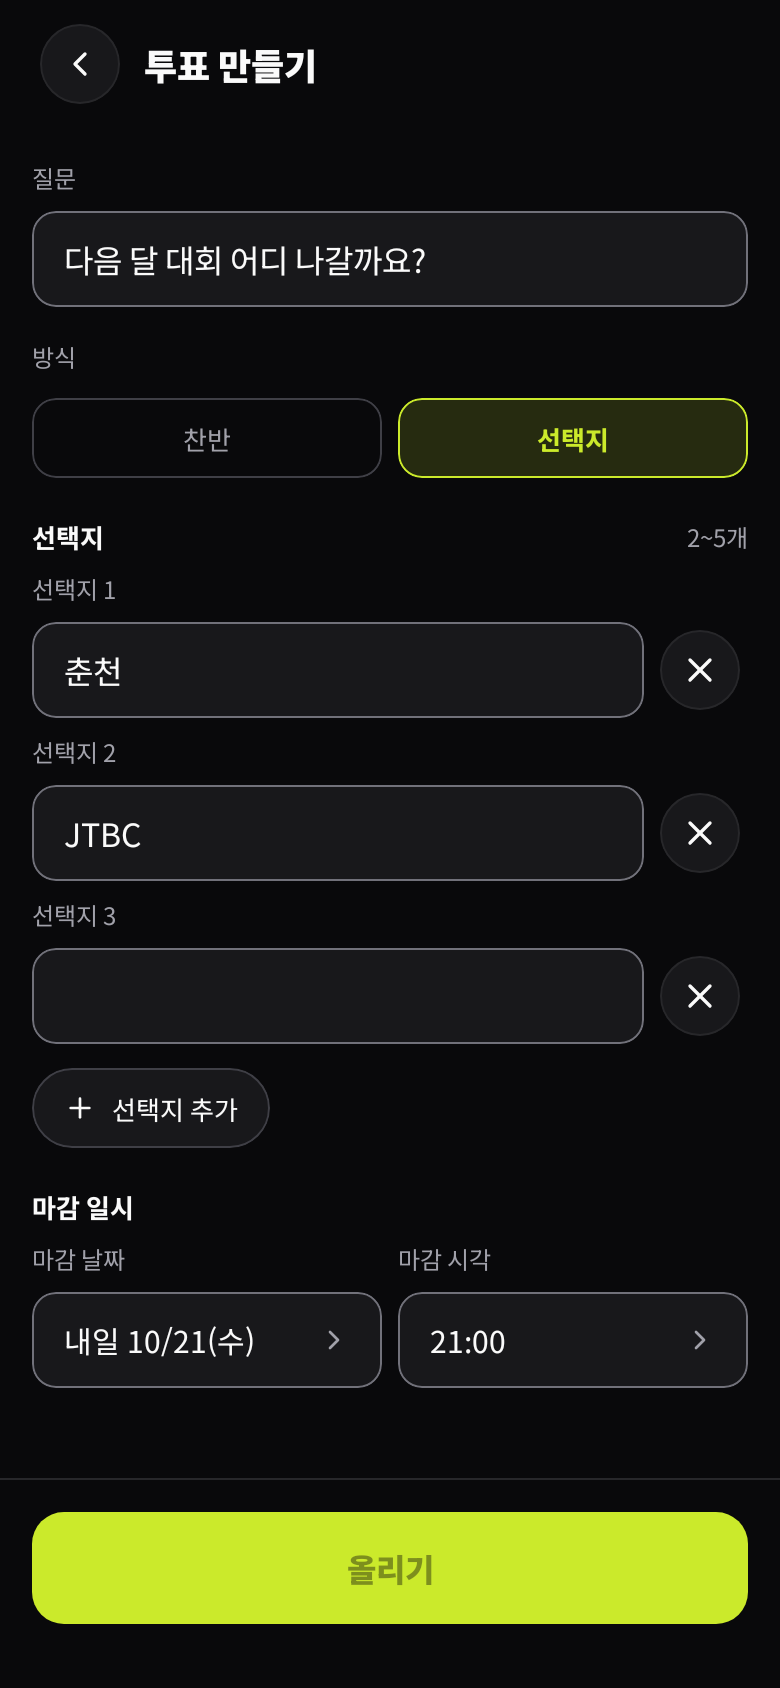 투표 만들기
질문
다음 달 대회 어디 나갈까요?
방식
찬반
선택지
선택지
2~5개
선택지 1
춘천
선택지 2
JTBC
선택지 3
선택지 추가
마감 일시
마감 날짜
마감 시각
내일 10/21(수)
21:00
올리기